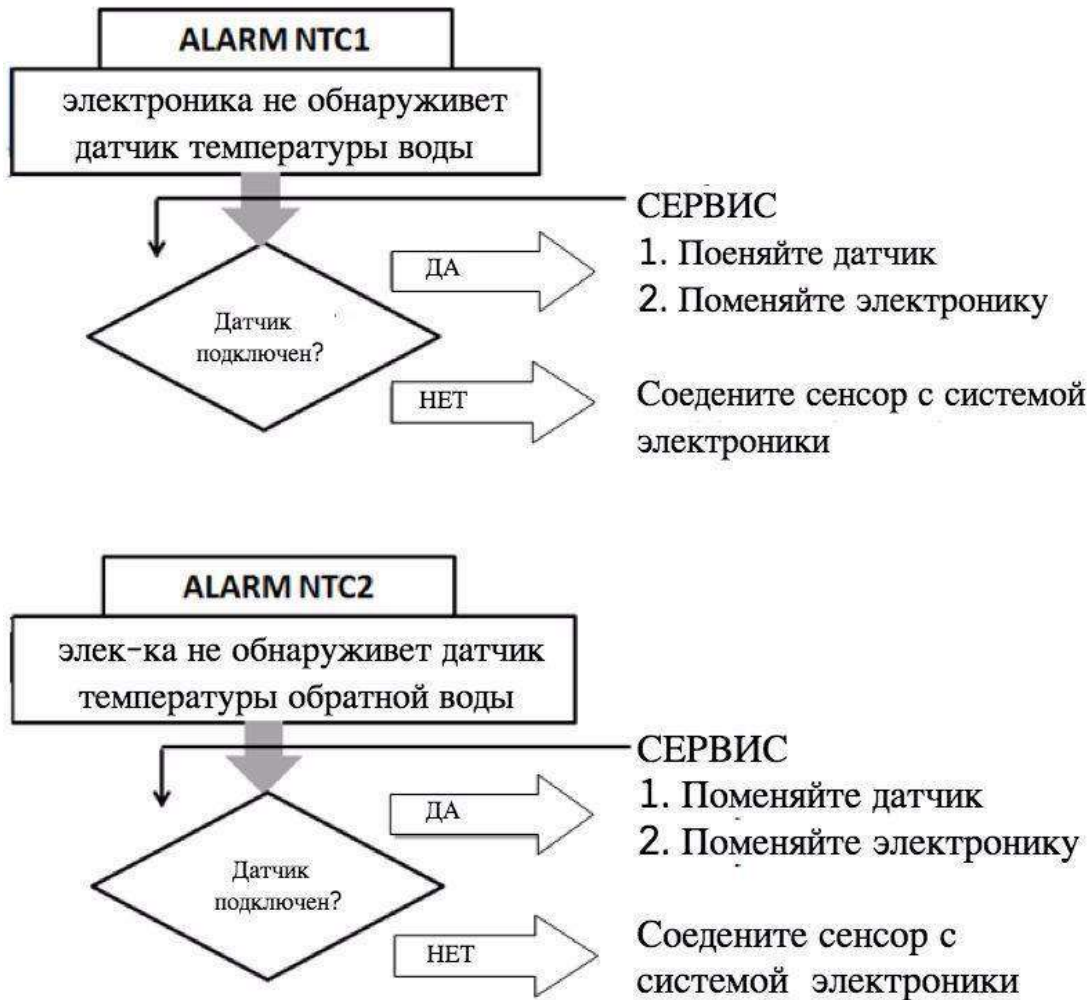 ALARM NTC1
электроника не обнаруживет
датчик температуры воды
СЕРВИС
ДА
1. Поеняйте датчик
2. Поменяйте электронику
Датчик
подключен?
НЕТ
Соедените сенсор с системой
электроники
ALARM NTC2
элек-ка не обнаруживет датчик
температуры обратной воды
СЕРВИС
ДА
1. Поменяйте датчик
2. Поменяйте электронику
Датчик
подключен?
НЕТ
Соедените сенсор с
системой электроники